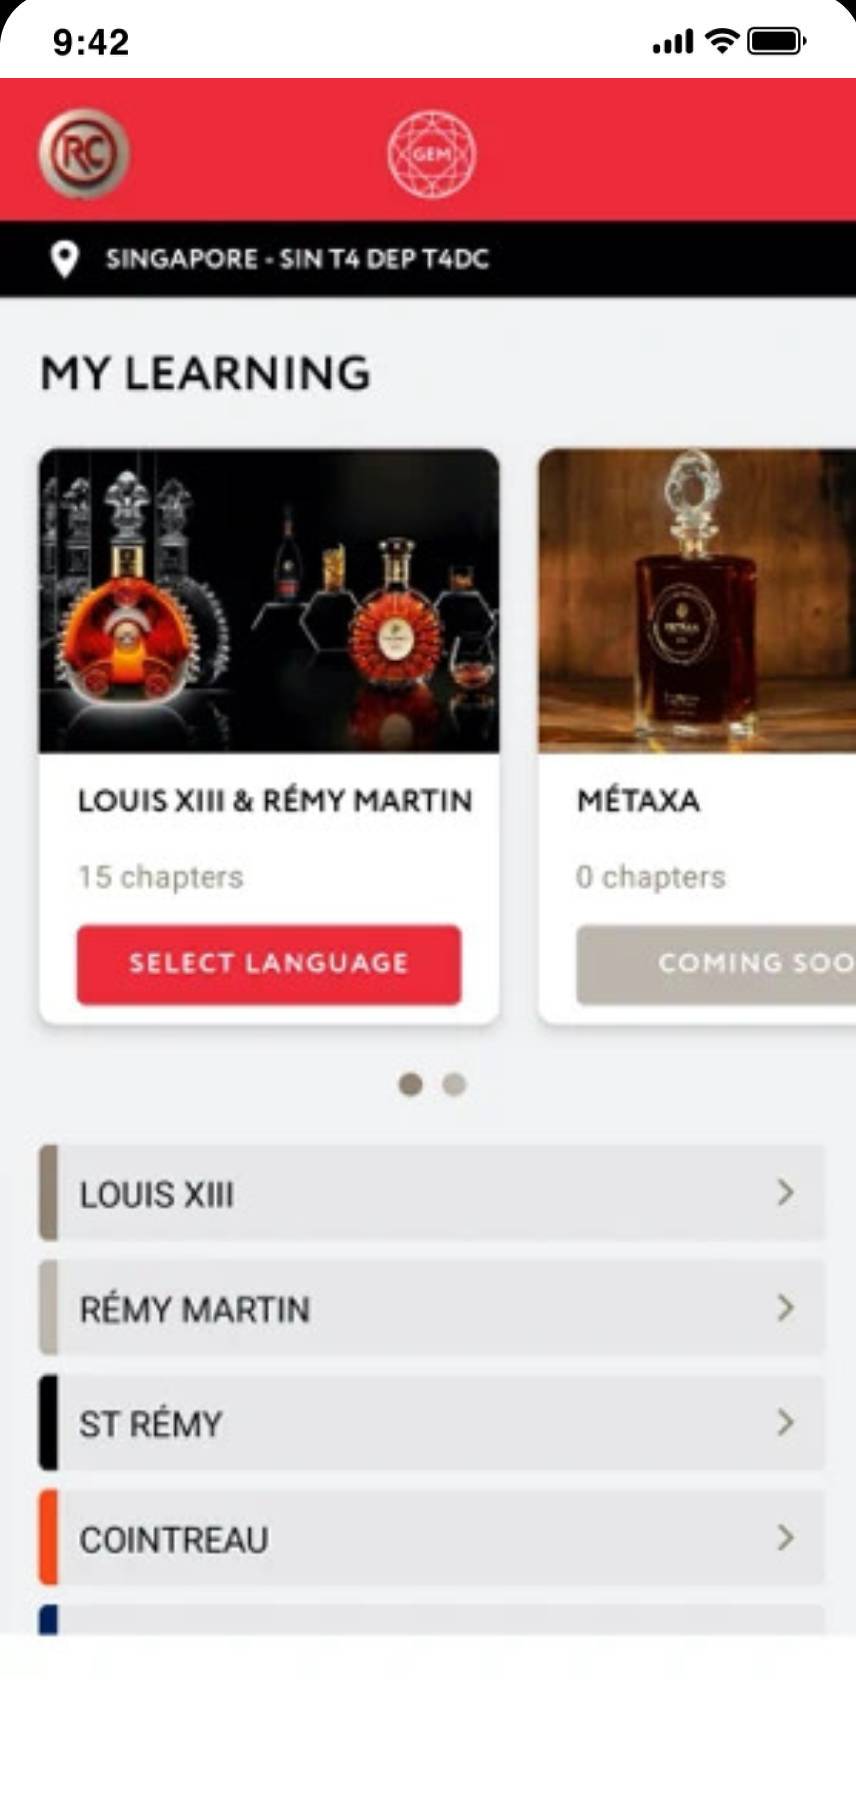 9:42
RC
GEM
SINGAPORE - SIN T4 DEP T4DC
MY LEARNING
LOUIS XIII & RÉMY MARTIN
15 chapters
SELECT LANGUAGE
MÉTAXA
0 chapters
COMING SOO
LOUIS XIII
RÉMY MARTIN
ST RÉMY
COINTREAU